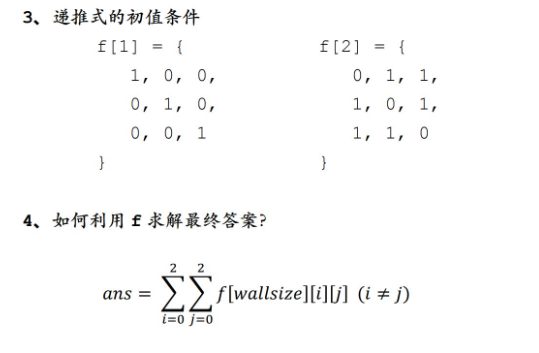 3、递推式的初值条件
f[1] = {        f[2] = {
1, 0, 0,        0, 1, 1,
0, 1, 0,        1, 0, 1,
0, 0, 1        1, 1, 0
}        }
4、如何利用 f 求解最终答案?
ans = \sum_{i=0}^{2} \sum_{j=0}^{2} f[wallsize][i][j] (i ≠ j)